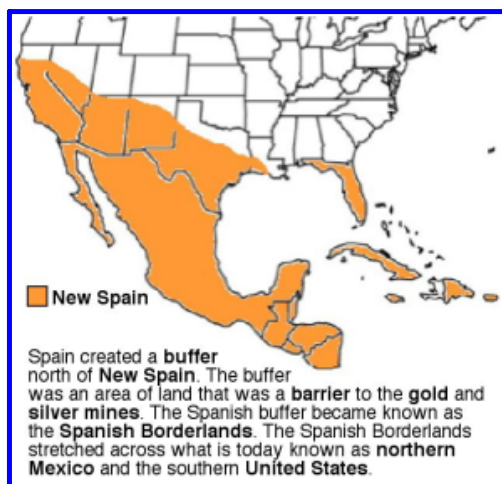 New Spain
Spain created a buffer
north of New Spain. The buffer
was an area of land that was a barrier to the gold and
silver mines. The Spanish buffer became known as
the Spanish Borderlands. The Spanish Borderlands
stretched across what is today known as northern
Mexico and the southern United States.